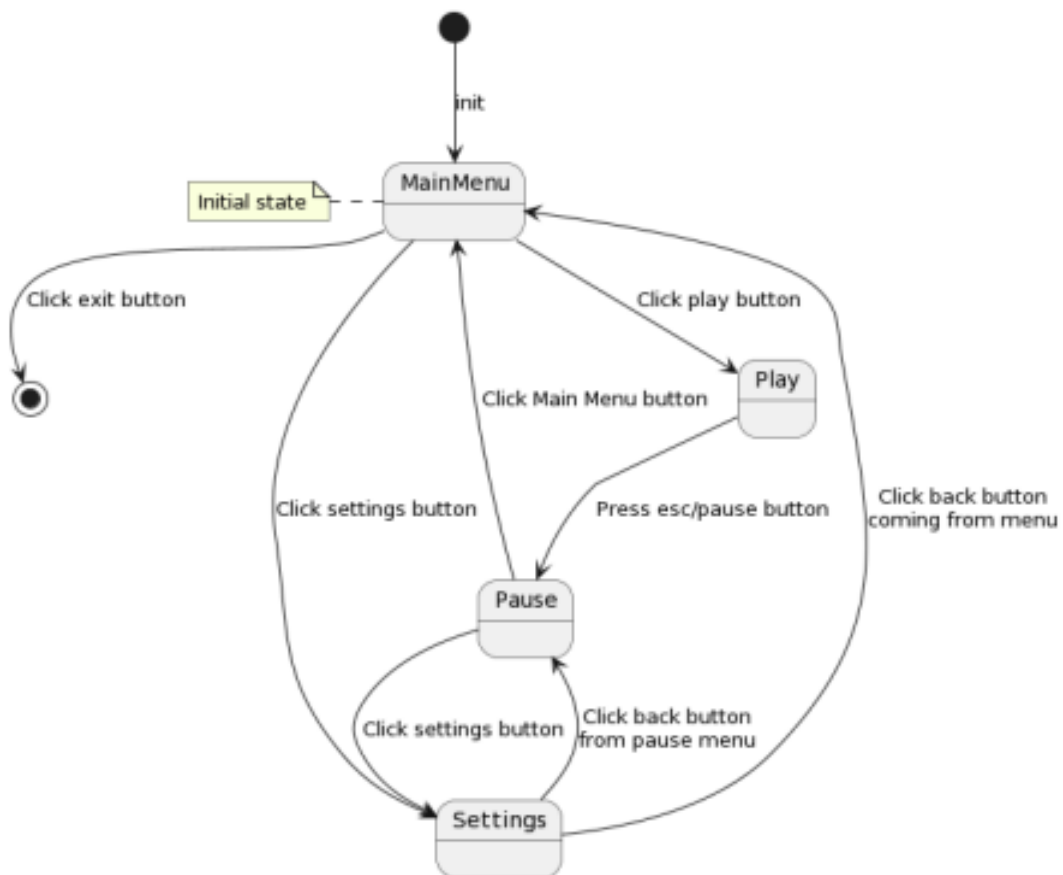 init
MainMenu
Initial state
Click exit button
Click play button
Play
Click Main Menu button
Click settings button
Press esc/pause button
Click back button
coming from menu
Pause
Click settings button
Click back button
from pause menu
Settings